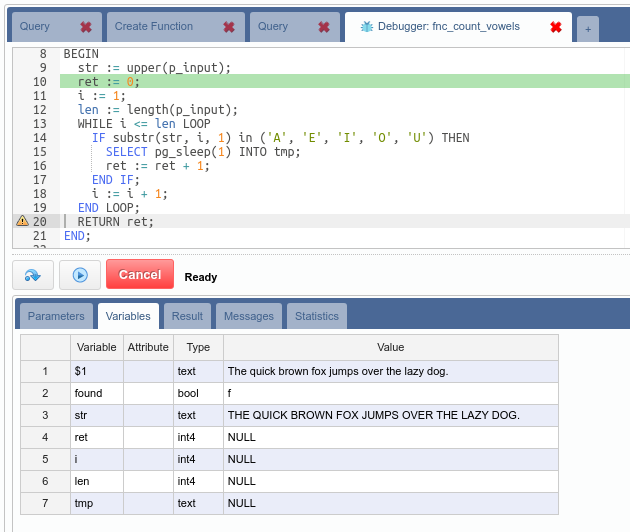 Query Create Function Query Debugger: fnc_count_vowels +
8 BEGIN
9 str := upper(p_input);
10 ret := 0;
11 i := 1;
12 len := length(p_input);
13 WHILE i <= len LOOP
14 IF substr(str, i, 1) in ('A', 'E', 'I', 'O', 'U') THEN
15 SELECT pg_sleep(1) INTO tmp;
16 ret := ret + 1;
17 END IF;
18 i := i + 1;
19 END LOOP;
20 RETURN ret;
21 END;
22
Cancel Ready
Parameters Variables Result Messages Statistics
Variable Attribute Type Value
1 $1 text The quick brown fox jumps over the lazy dog.
2 found bool f
3 str text THE QUICK BROWN FOX JUMPS OVER THE LAZY DOG.
4 ret int4 NULL
5 i int4 NULL
6 len int4 NULL
7 tmp text NULL